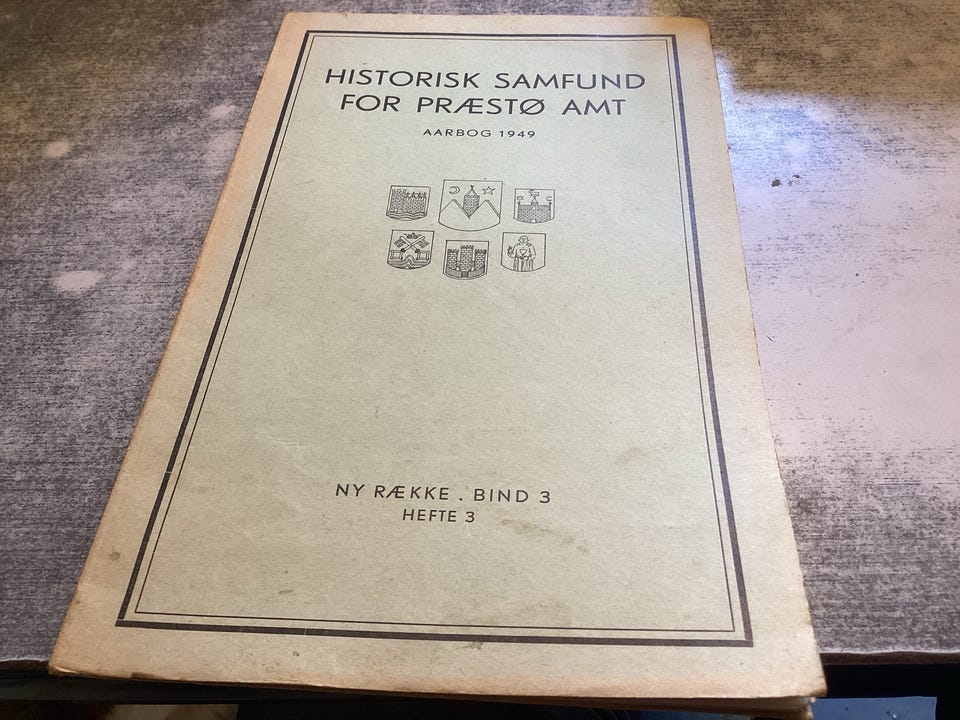 HISTORISK SAMFUND
FOR PRÆSTØ AMT
AARBOG 1949
NY RÆKKE . BIND 3
HEFTE 3